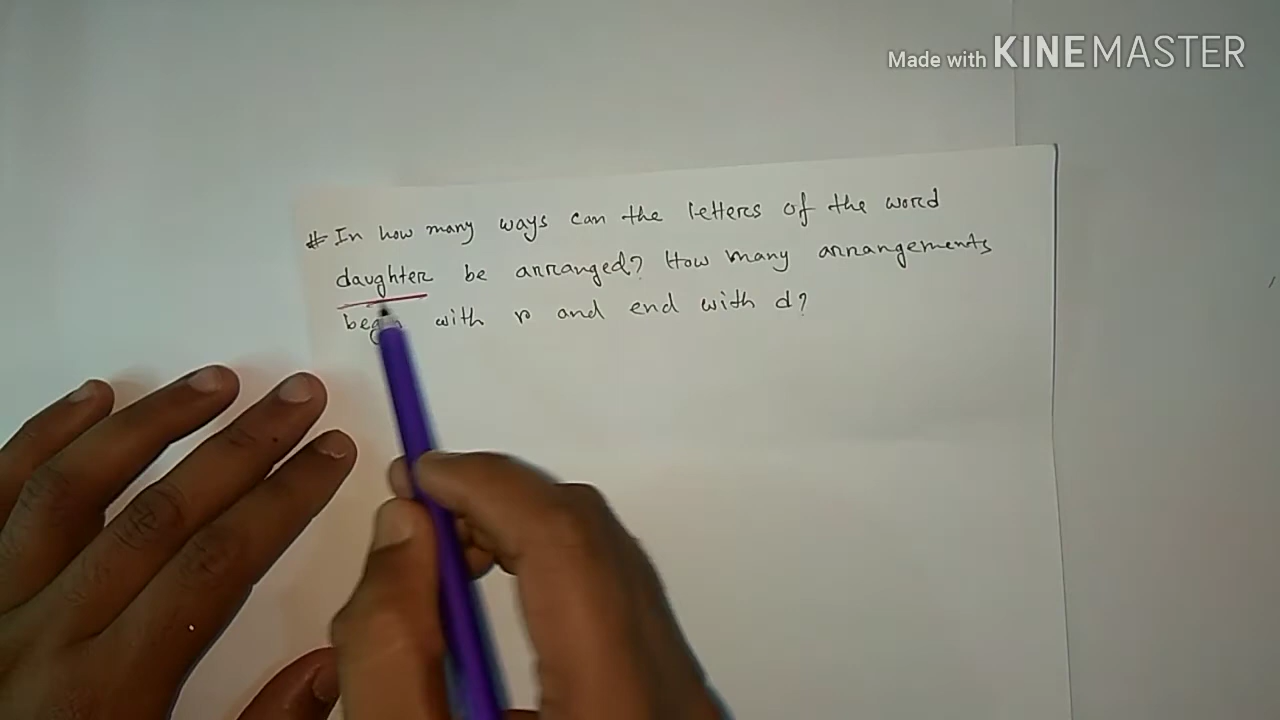 Made with KINEMASTER
# In how many ways can the letters of the word
daughter be arranged? How many arrangements
begin with r and end with d?